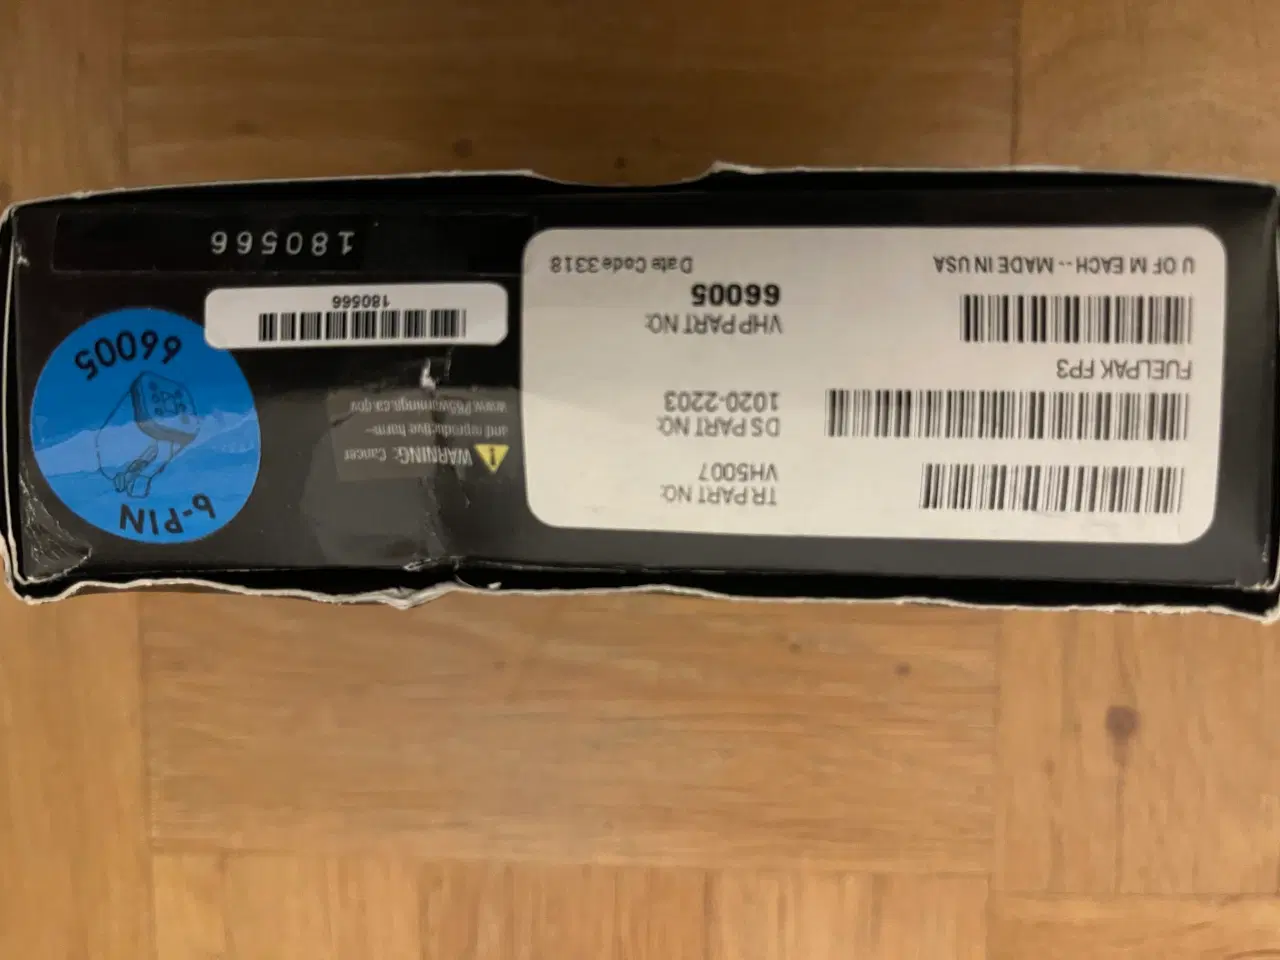 TR PART NO:
VH5007
DS PART NO:
1020-2203
FUELPAK FP3
VHP PART NO:
66005
U OF M EACH -- MADE IN USA
Date Code 3318
6-PIN
66005
WARNING: Cancer
and reproductive harm-
www.P65warnings.ca.gov
180566
180566